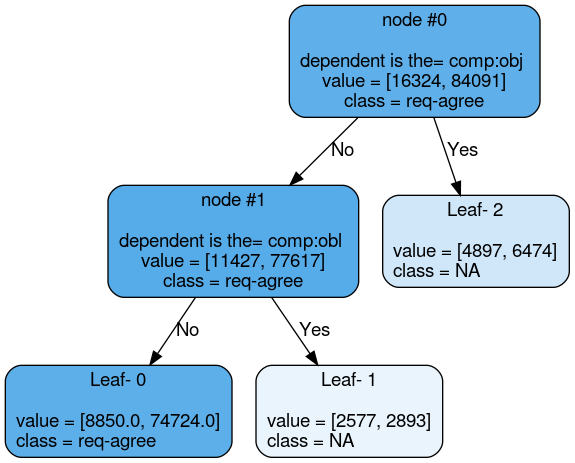 node #0
dependent is the= comp:obj
value = [16324, 84091]
class = req-agree
No
Yes
node #1
dependent is the= comp:obl
value = [11427, 77617]
class = req-agree
Leaf- 2
value = [4897, 6474]
class = NA
No
Yes
Leaf- 0
value = [8850.0, 74724.0]
class = req-agree
Leaf- 1
value = [2577, 2893]
class = NA